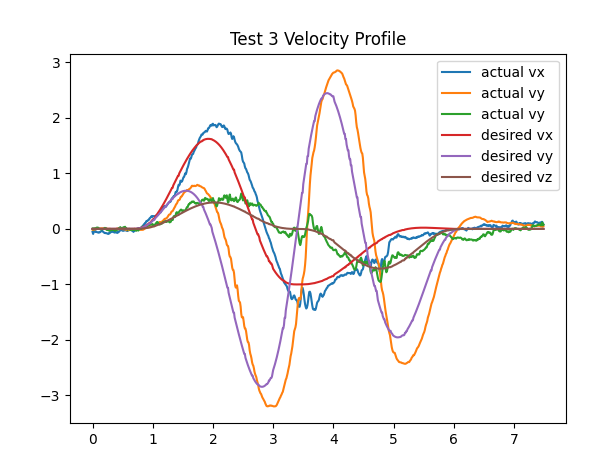 Test 3 Velocity Profile
actual vx
actual vy
actual vy
desired vx
desired vy
desired vz
3
2
1
0
−1
−2
−3
0 1 2 3 4 5 6 7